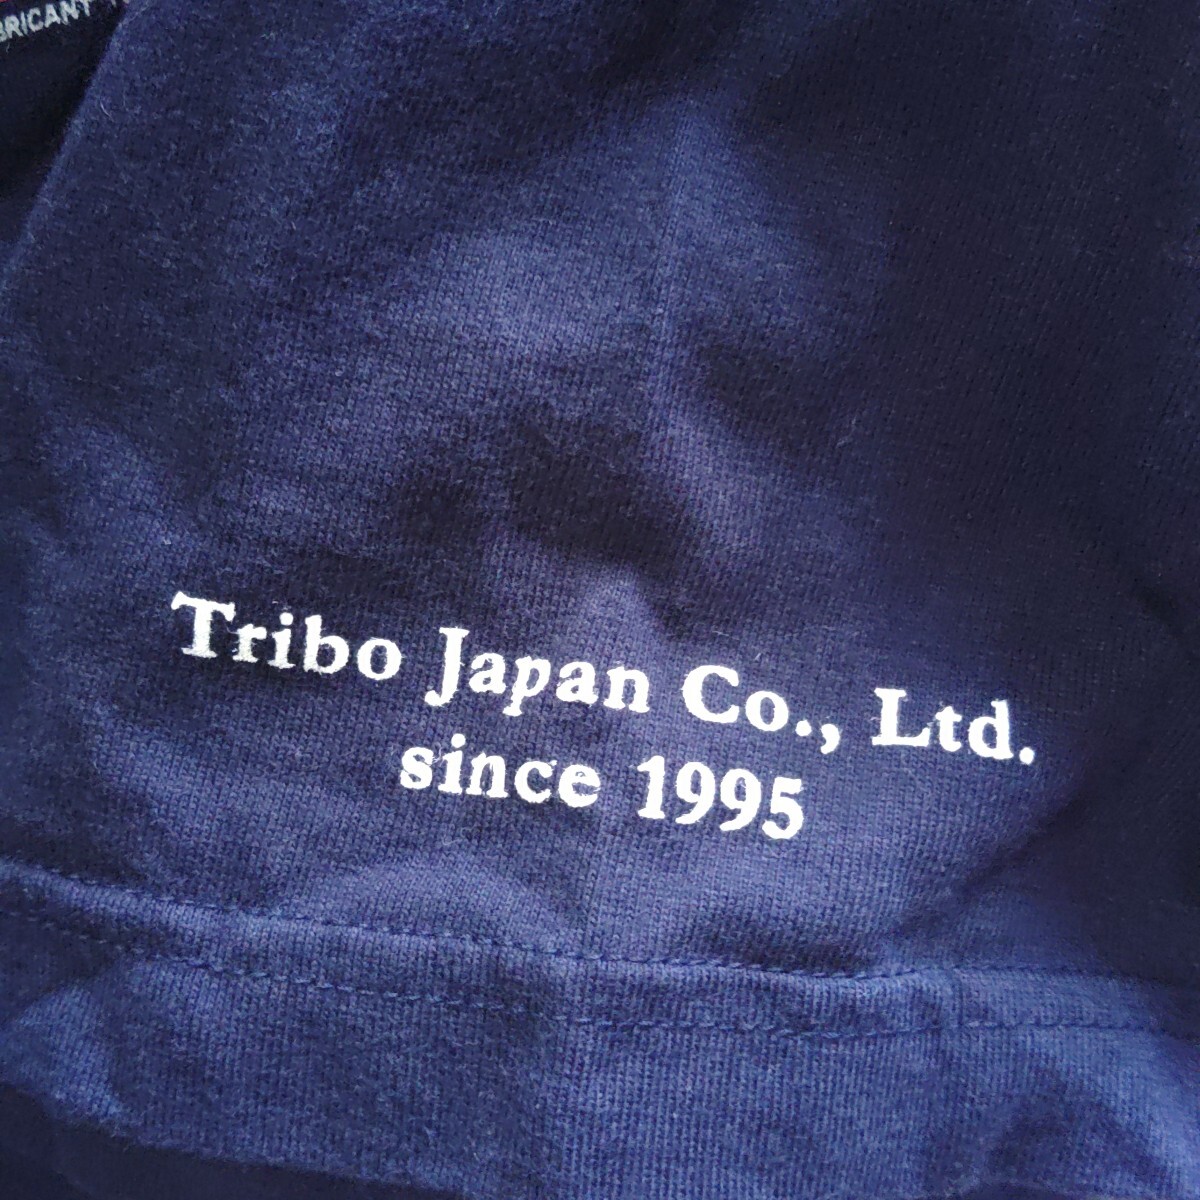 Tribo Japan Co., Ltd.
since 1995